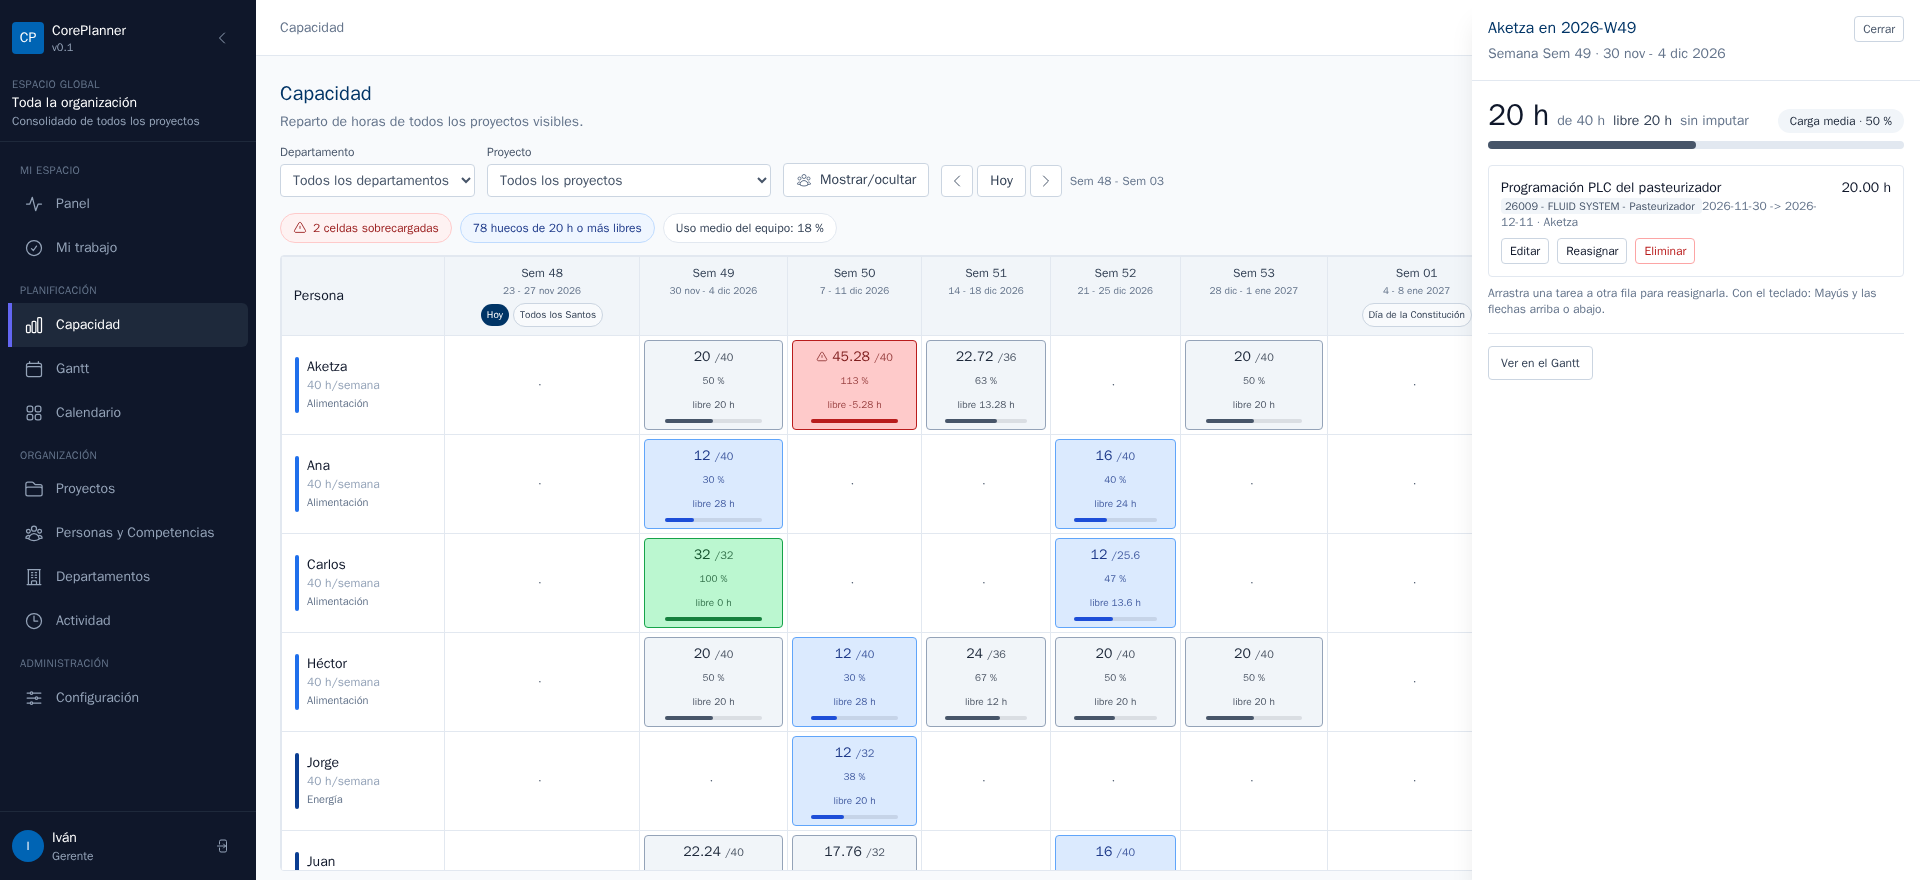 CP
CorePlanner
v0.1
ESPACIO GLOBAL
Toda la organización
Consolidado de todos los proyectos
MI ESPACIO
Panel
Mi trabajo
PLANIFICACIÓN
Capacidad
Gantt
Calendario
ORGANIZACIÓN
Proyectos
Personas y Competencias
Departamentos
Actividad
ADMINISTRACIÓN
Configuración
I
Iván
Gerente
Capacidad
Capacidad
Reparto de horas de todos los proyectos visibles.
Departamento
Todos los departamentos
Proyecto
Todos los proyectos
Mostrar/ocultar
Hoy
Sem 48 - Sem 03
2 celdas sobrecargadas
78 huecos de 20 h o más libres
Uso medio del equipo: 18 %
Persona
Sem 48
23 - 27 nov 2026
Hoy
Todos los Santos
Sem 49
30 nov - 4 dic 2026
Sem 50
7 - 11 dic 2026
Sem 51
14 - 18 dic 2026
Sem 52
21 - 25 dic 2026
Sem 53
28 dic - 1 ene 2027
Sem 01
4 - 8 ene 2027
Día de la Constitución
Aketza
40 h/semana
Alimentación
·
20 /40
50 %
libre 20 h
45.28 /40
113 %
libre -5.28 h
22.72 /36
63 %
libre 13.28 h
·
20 /40
50 %
libre 20 h
·
Ana
40 h/semana
Alimentación
·
12 /40
30 %
libre 28 h
·
·
16 /40
40 %
libre 24 h
·
·
Carlos
40 h/semana
Alimentación
·
32 /32
100 %
libre 0 h
·
·
12 /25.6
47 %
libre 13.6 h
·
·
Héctor
40 h/semana
Alimentación
·
20 /40
50 %
libre 20 h
12 /40
30 %
libre 28 h
24 /36
67 %
libre 12 h
20 /40
50 %
libre 20 h
20 /40
50 %
libre 20 h
·
Jorge
40 h/semana
Energía
·
·
12 /32
38 %
libre 20 h
·
·
·
·
Juan
22.24 /40
17.76 /32
16 /40
Aketza en 2026-W49
Semana Sem 49 · 30 nov - 4 dic 2026
Cerrar
20 h de 40 h libre 20 h sin imputar
Carga media · 50 %
Programación PLC del pasteurizador
20.00 h
26009 - FLUID SYSTEM - Pasteurizador 2026-11-30 -> 2026-
12-11 · Aketza
Editar
Reasignar
Eliminar
Arrastra una tarea a otra fila para reasignarla. Con el teclado: Mayús y las
flechas arriba o abajo.
Ver en el Gantt